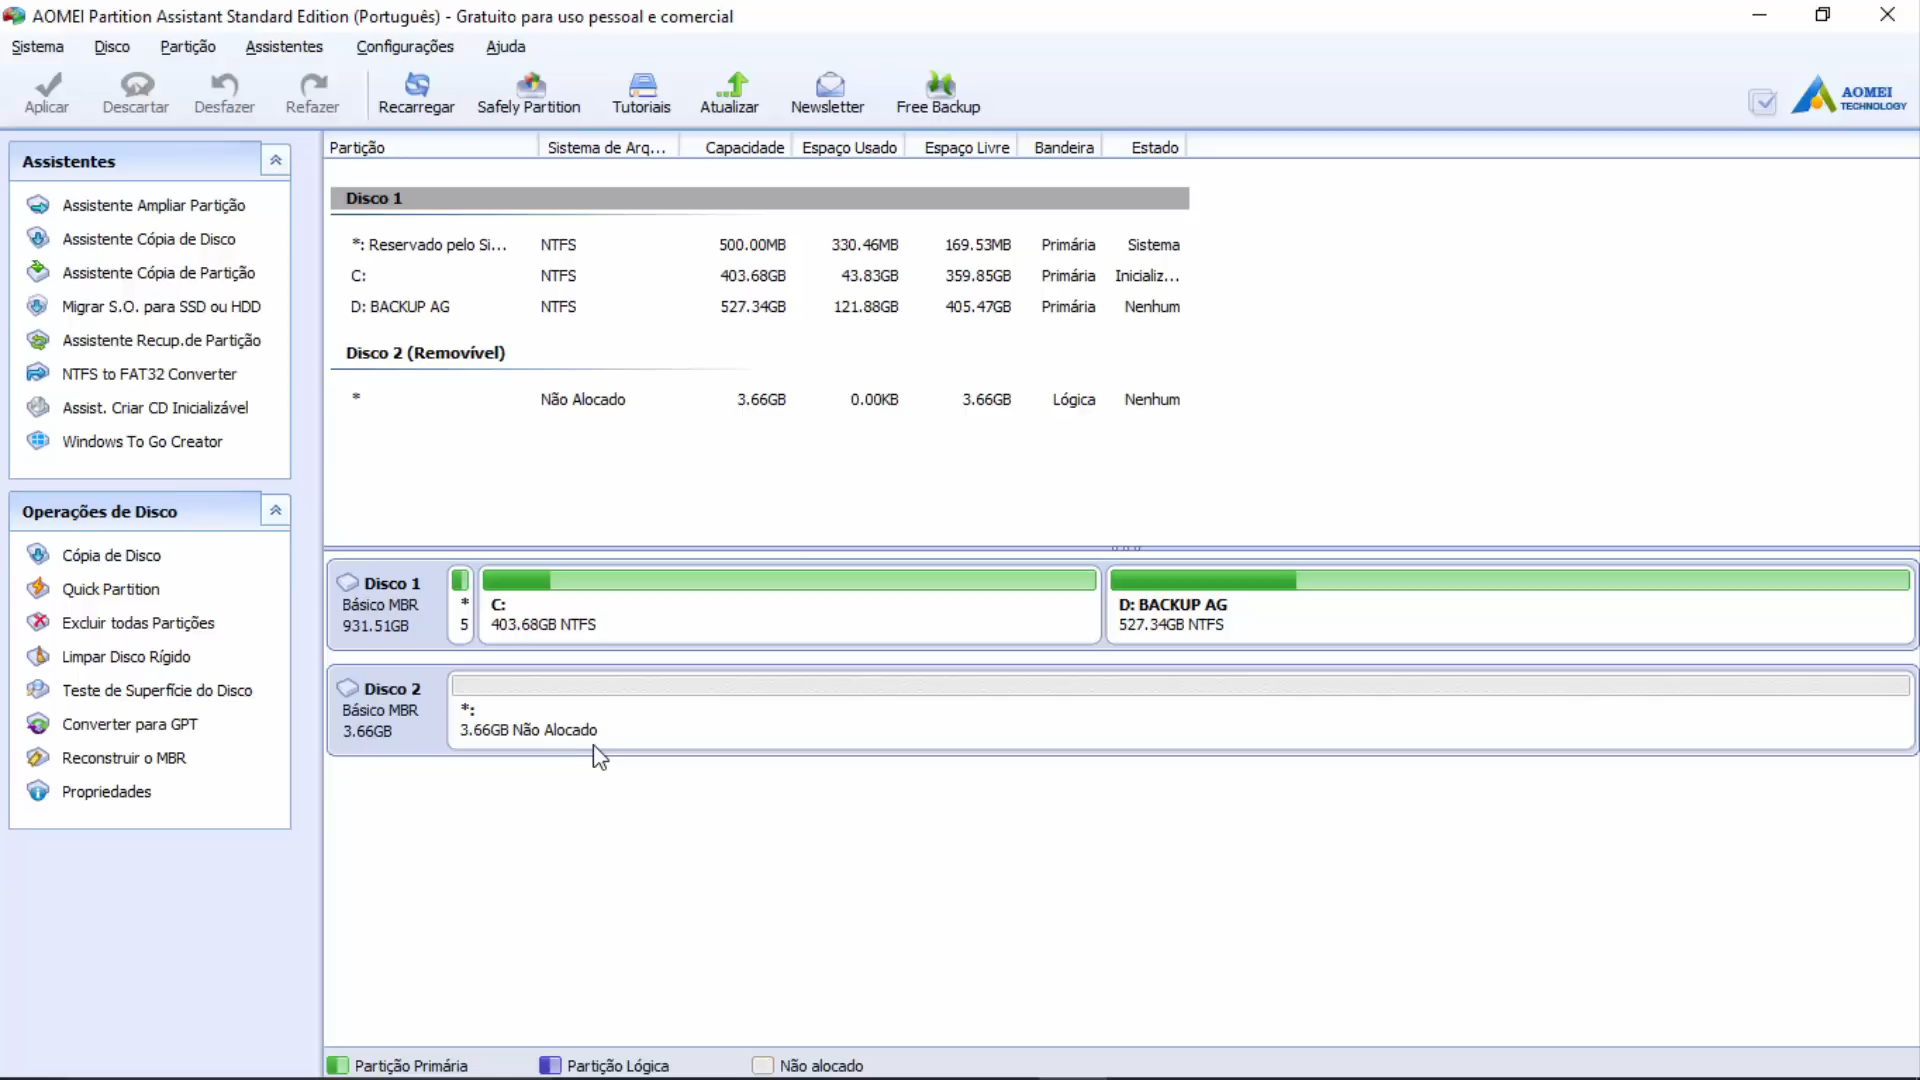 AOMEI Partition Assistant Standard Edition (Português) - Gratuito para uso pessoal e comercial
Sistema Disco Partição Assistentes Configurações Ajuda
Aplicar Descartar Desfazer Refazer Recarregar Safely Partition Tutoriais Atualizar Newsletter Free Backup
AOMEI
TECHNOLOGY
Assistentes
Assistente Ampliar Partição
Assistente Cópia de Disco
Assistente Cópia de Partição
Migrar S.O. para SSD ou HDD
Assistente Recup.de Partição
NTFS to FAT32 Converter
Assist. Criar CD Inicializável
Windows To Go Creator
Operações de Disco
Cópia de Disco
Quick Partition
Excluir todas Partições
Limpar Disco Rígido
Teste de Superfície do Disco
Converter para GPT
Reconstruir o MBR
Propriedades
Partição Sistema de Arq... Capacidade Espaço Usado Espaço Livre Bandeira Estado
Disco 1
*: Reservado pelo Si... NTFS 500.00MB 330.46MB 169.53MB Primária Sistema
C: NTFS 403.68GB 43.83GB 359.85GB Primária Inicializ...
D: BACKUP AG NTFS 527.34GB 121.88GB 405.47GB Primária Nenhum
Disco 2 (Removível)
* Não Alocado 3.66GB 0.00KB 3.66GB Lógica Nenhum
Disco 1
Básico MBR
931.51GB
*
5
C:
403.68GB NTFS
D: BACKUP AG
527.34GB NTFS
Disco 2
Básico MBR
3.66GB
*:
3.66GB Não Alocado
Partição Primária Partição Lógica Não alocado